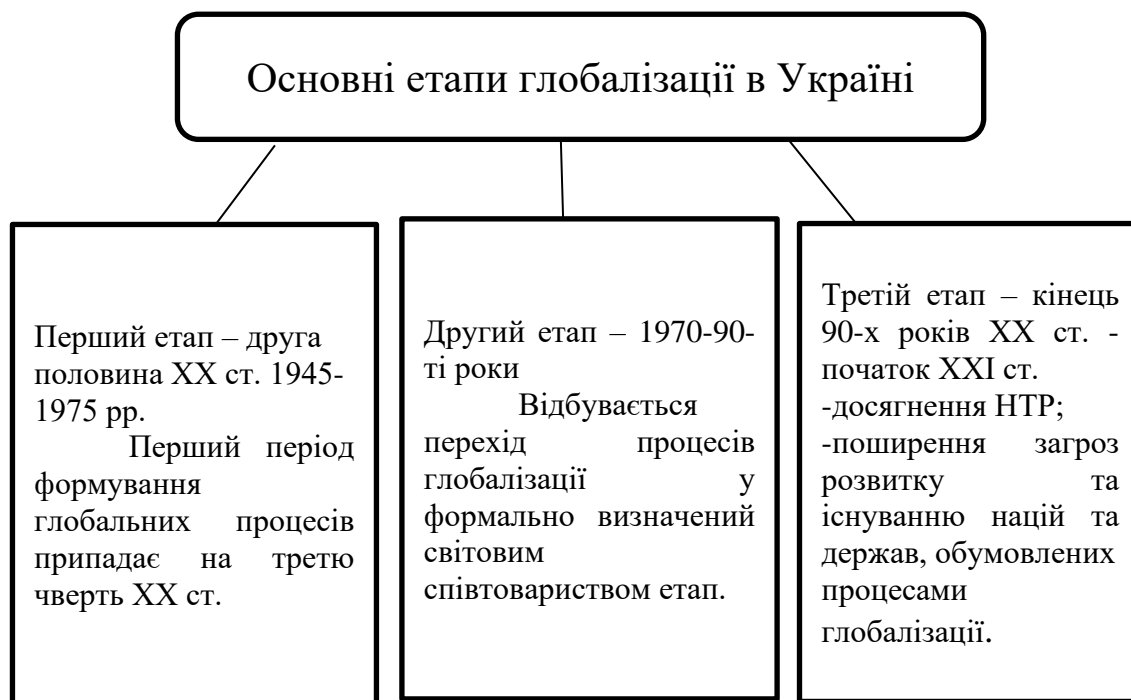 Основні етапи глобалізації в Україні
Перший етап – друга
половина ХХ ст. 1945-
1975 рр.
Перший період
формування
глобальних процесів
припадає на третю
чверть ХХ ст.
Другий етап – 1970-90-
ті роки
Відбувається
перехід процесів
глобалізації у
формально визначений
світовим
співтовариством етап.
Третій етап – кінець
90-х років ХХ ст. -
початок ХХІ ст.
-досягнення НТР;
-поширення загроз
розвитку та
існуванню націй та
держав, обумовлених
процесами
глобалізації.